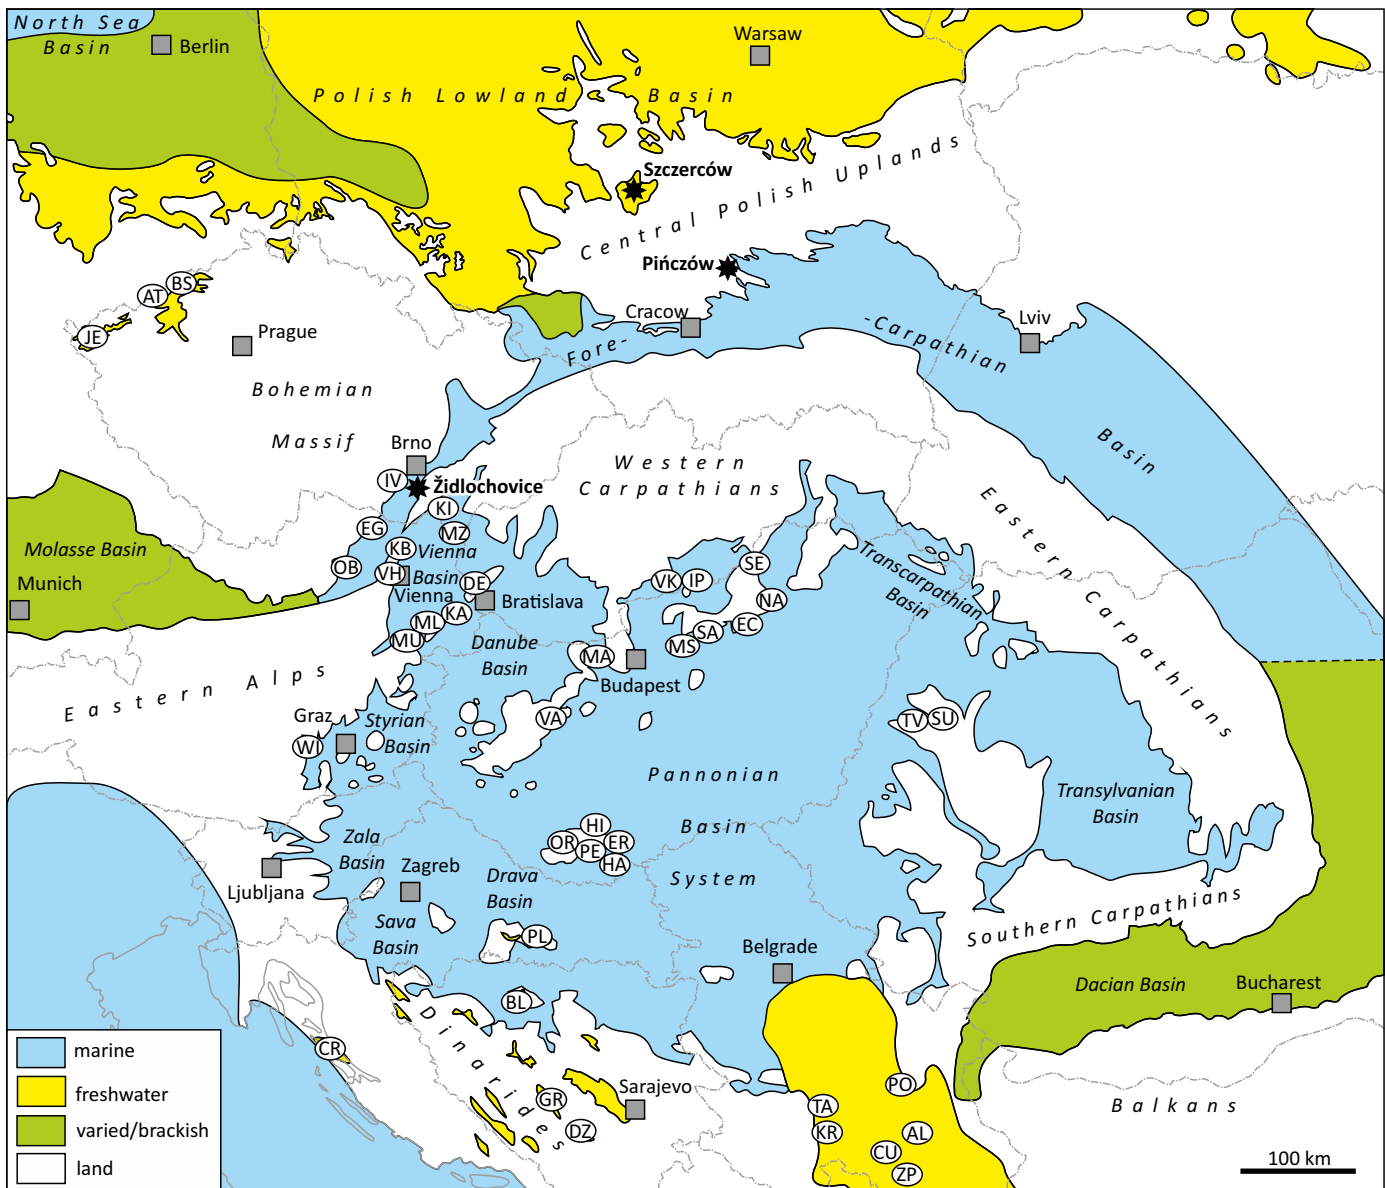 North Sea
Basin
Berlin
Warsaw
Polish Lowland Basin
Szczerców
Central Polish Uplands
Pińczów
BS
AT
JE
Prague
Cracow
Lviv
Fore-
-Carpathian
Basin
Bohemian
Massif
Brno
Western
Carpathians
IV
Židlochovice
KI
EG
MZ
KB
Vienna
Basin
Molasse Basin
OB
VH
Vienna
DE
Munich
Bratislava
KA
ML
MU
Danube
Basin
VK
IP
SE
NA
EC
SA
MS
MA
Budapest
Transcarpathian
Basin
Eastern Carpathians
Eastern Alps
Graz
WI
Styrian
Basin
VA
TV
SU
Pannonian
Basin
System
Transylvanian
Basin
Zala
Basin
HI
OR
ER
PE
HA
Ljubljana
Zagreb
Drava
Basin
Sava
Basin
PL
Southern Carpathians
Belgrade
BL
Dacian Basin
Bucharest
Dinarides
CR
GR
DZ
Sarajevo
PO
TA
KR
AL
CU
ZP
Balkans
marine
freshwater
varied/brackish
land
100 km